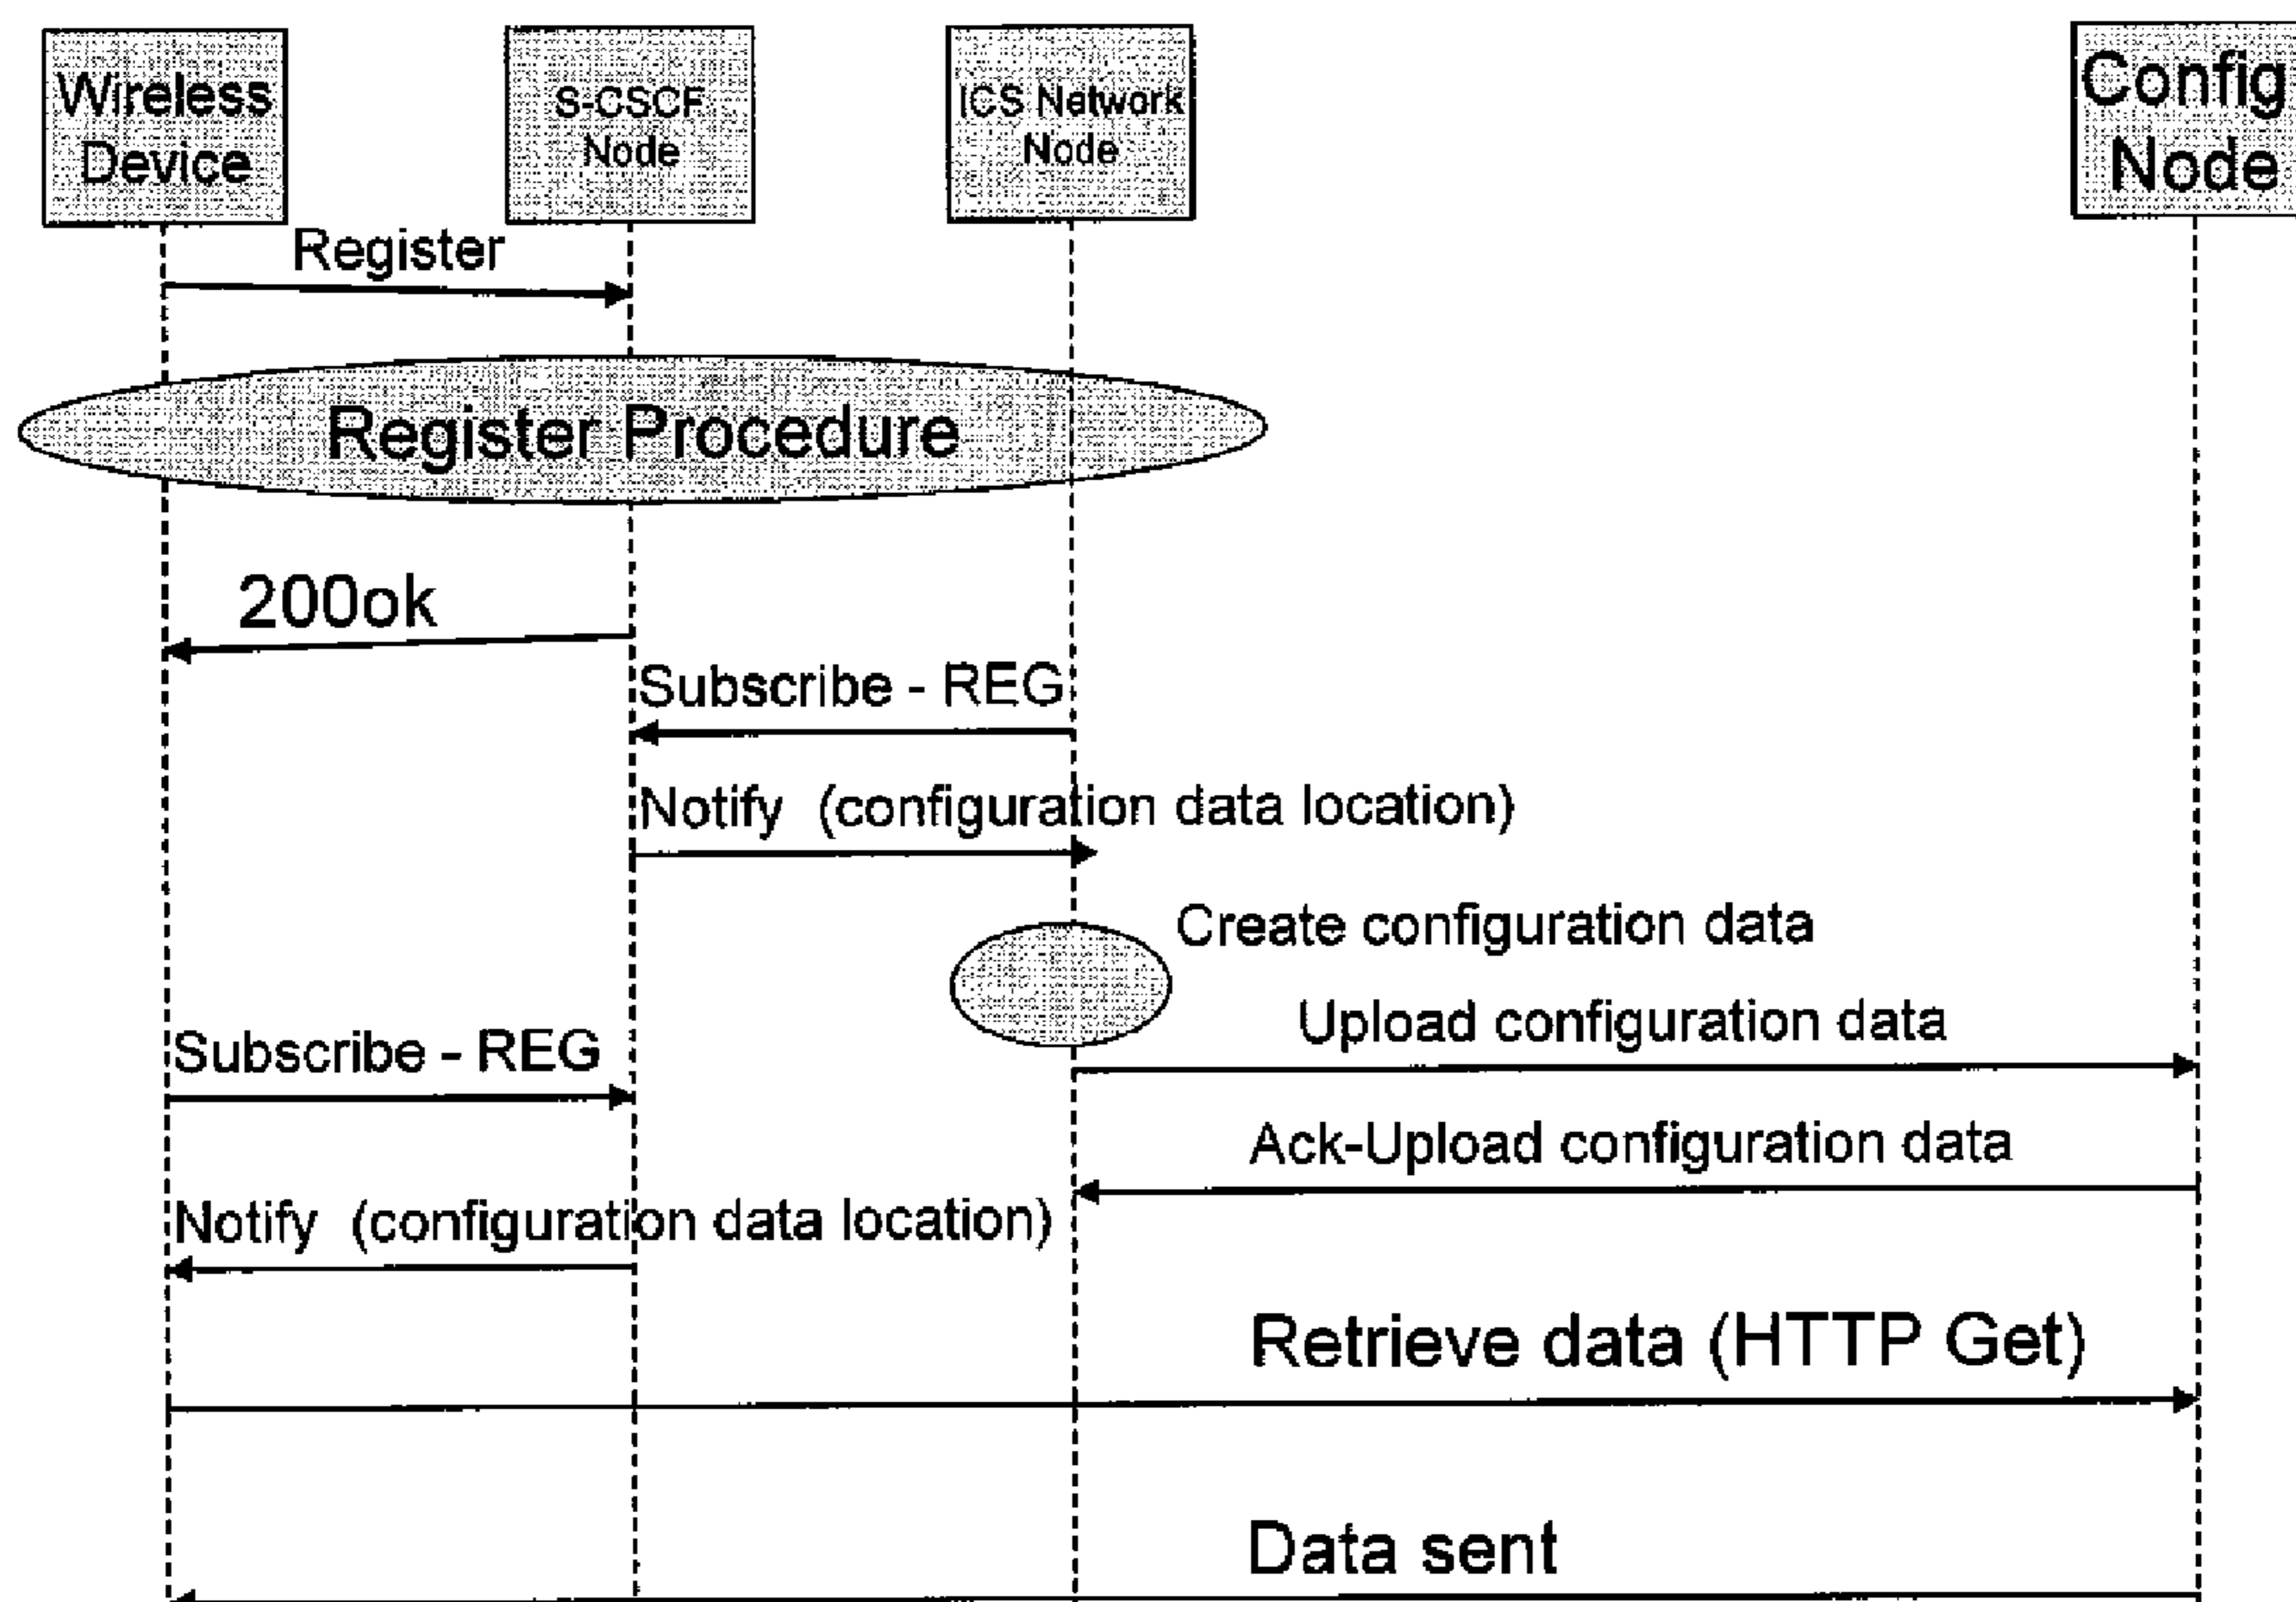 Wireless
Device
S-CSCF
Node
ICS Network
Node
Config
Node
Register
Register Procedure
200ok
Subscribe - REG
Notify (configuration data location)
Create configuration data
Upload configuration data
Subscribe - REG
Ack-Upload configuration data
Notify (configuration data location)
Retrieve data (HTTP Get)
Data sent